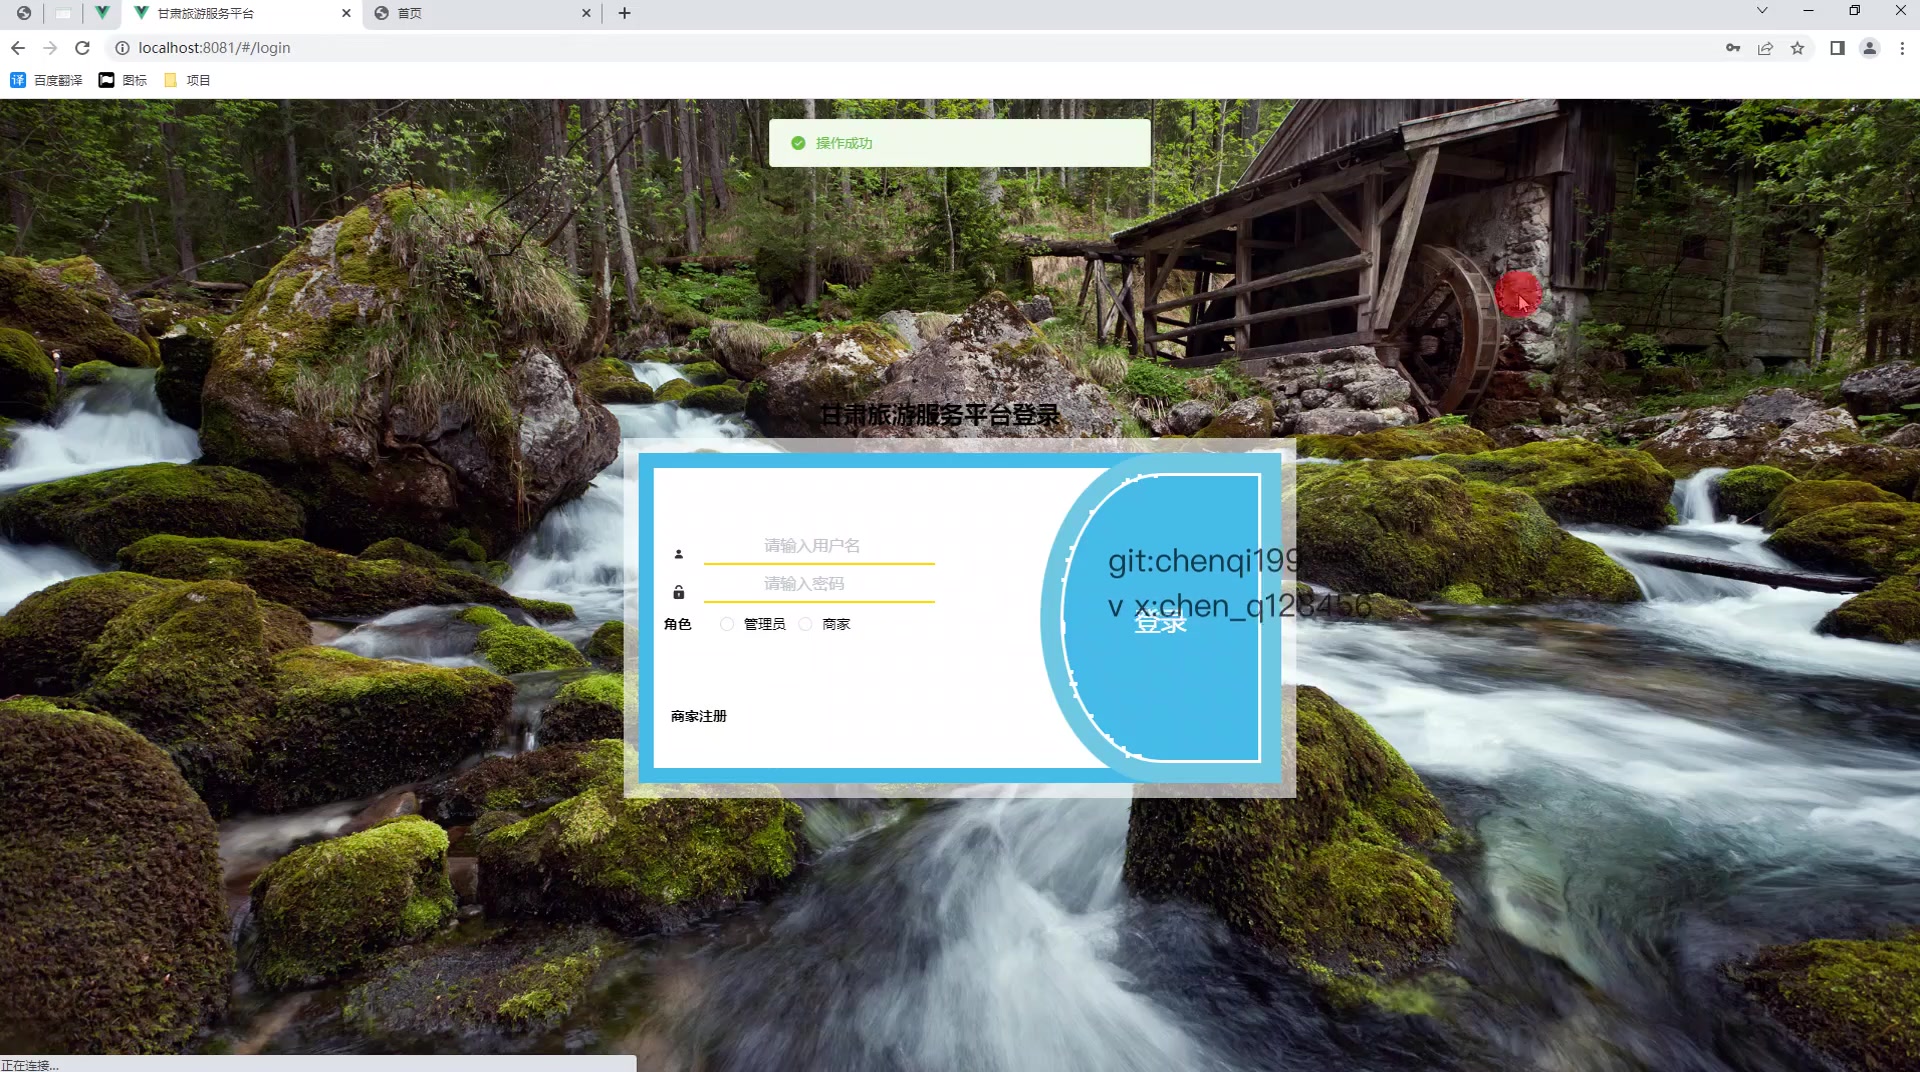 甘肃旅游服务平台
首页
localhost:8081/#/login
译 百度翻译 图标 项目
操作成功
甘肃旅游服务平台登录
请输入用户名
请输入密码
角色 管理员 商家
商家注册
git:chenqi199
v x:chen_q123456
登录
正在连接...